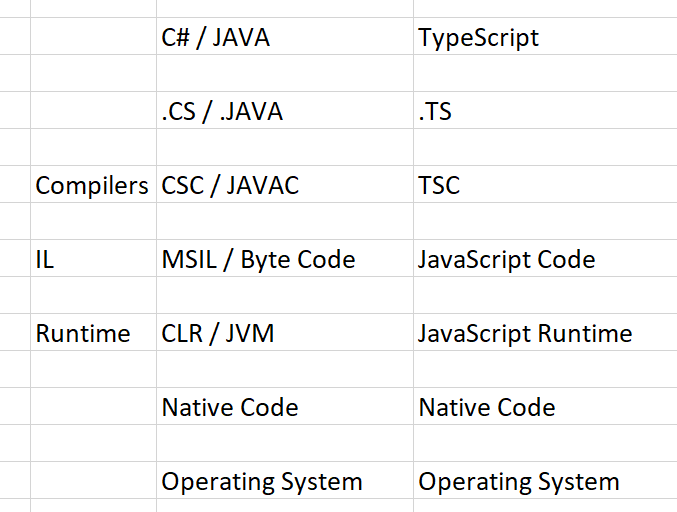 C# / JAVA TypeScript
.CS / .JAVA .TS
Compilers CSC / JAVAC TSC
IL MSIL / Byte Code JavaScript Code
Runtime CLR / JVM JavaScript Runtime
Native Code Native Code
Operating System Operating System